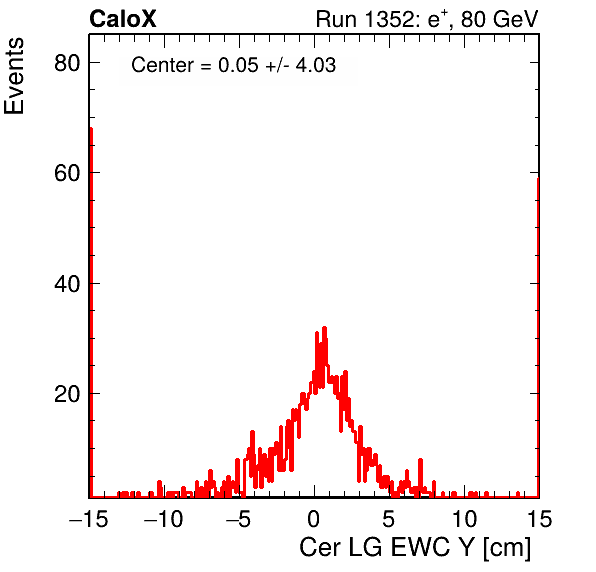 CaloX
Run 1352: e+, 80 GeV
Center = 0.05 +/- 4.03
Events
80
60
40
20
−15 −10 −5 0 5 10 15
Cer LG EWC Y [cm]